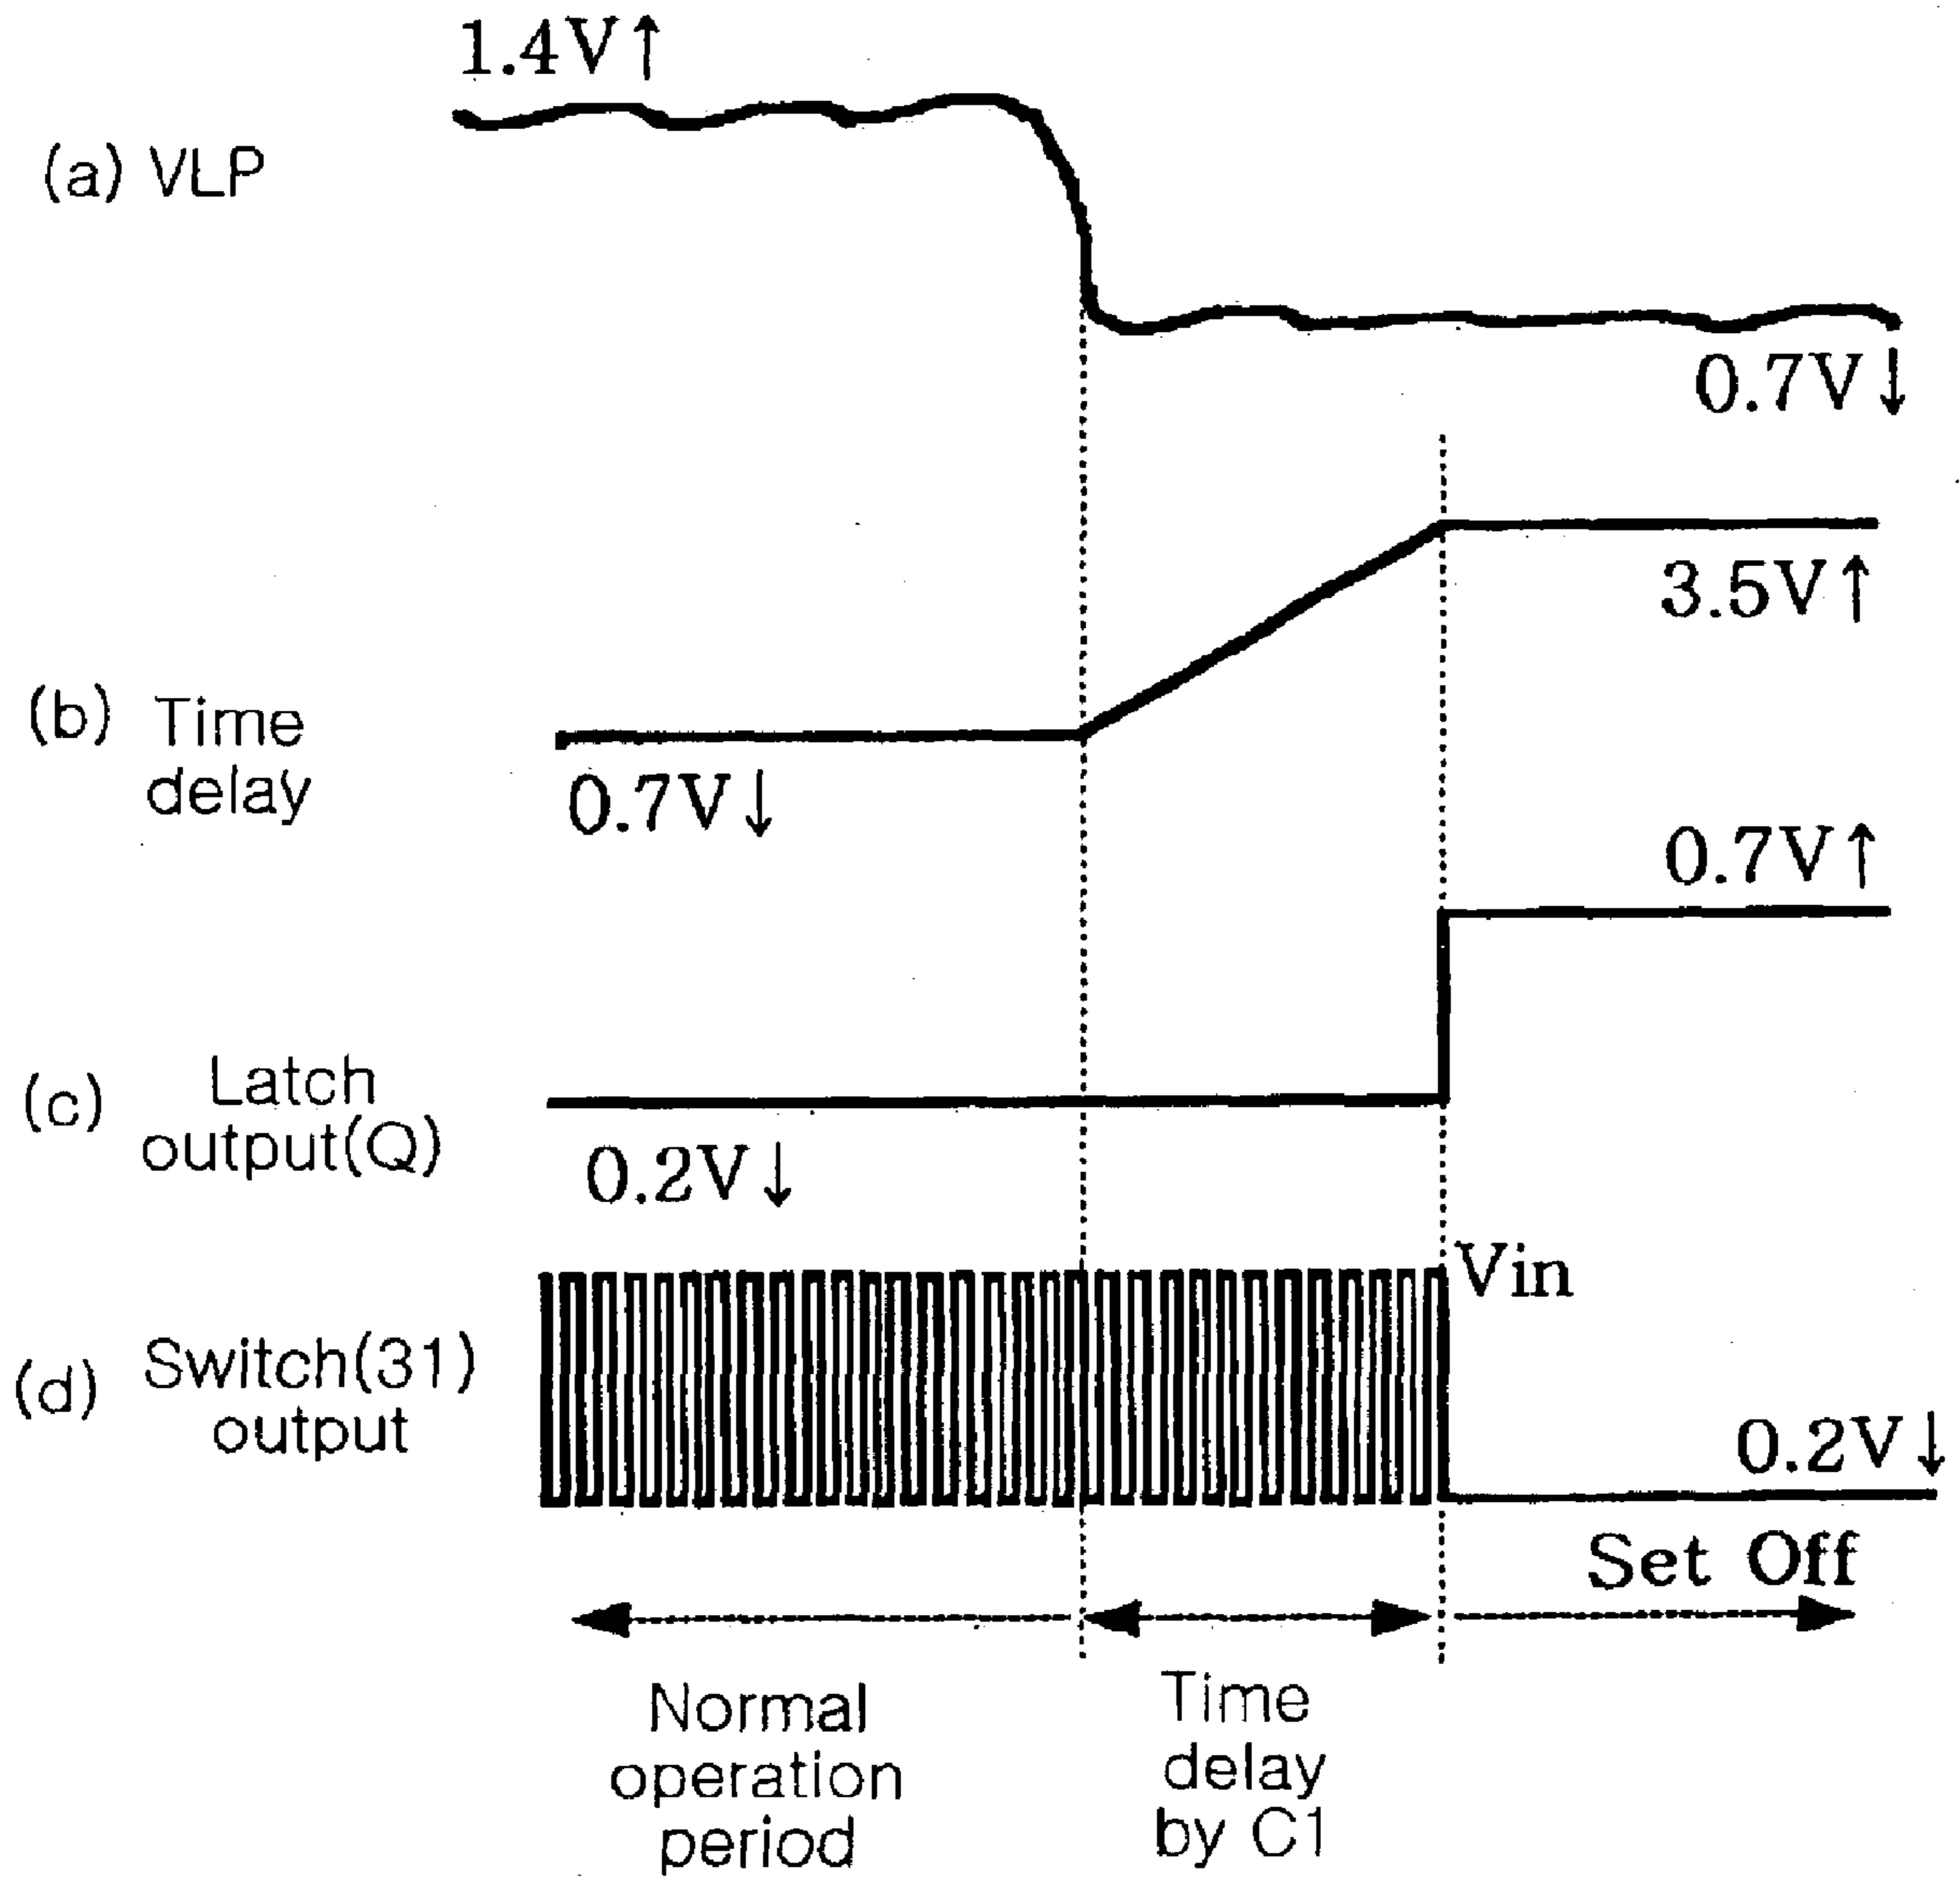 1.4V↑
(a) VLP
0.7V↓
3.5V↑
(b) Time
delay
0.7V↓
0.7V↑
(c) Latch
output(Q)
0.2V↓
Vin
(d) Switch(31)
output
0.2V↓
Set Off
Normal
operation
period
Time
delay
by C1